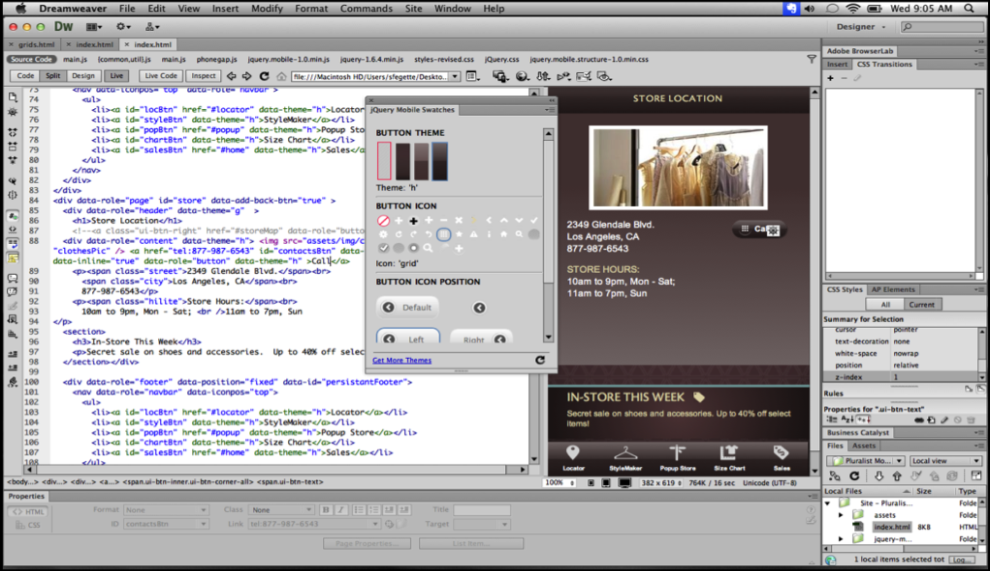 Dreamweaver File Edit View Insert Modify Format Commands Site Window Help Wed 9:05 AM
Dw Designer
grids.html index.html index.html
Source Code main.js (common,util).js main.js phonegap.js jquery.mobile-1.0.min.js jquery-1.6.4.min.js styles-revised.css jQuery.css jquery.mobile.structure-1.0.min.css
Code Split Design Live Live Code Inspect file:///Macintosh HD/Users/sfegette/Deskto...
74 <nav data-iconpos="top" data-role="navbar">
75 <ul>
76 <li><a id="locBtn" href="#locator" data-theme="h">Locator
77 <li><a id="styleBtn" data-theme="h">StyleMaker</a></li>
78 <li><a id="popBtn" href="#popup" data-theme="h">Popup Sto
79 <li><a id="chartBtn" data-theme="h">Size Chart</a></li>
80 <li><a id="salesBtn" href="#home" data-theme="h">Sales</a
80 </ul>
81 </nav>
82 </div>
83 </div>
84 <div data-role="page" id="store" data-add-back-btn="true" >
85 <div data-role="header" data-theme="g" >
86 <h1>Store Location</h1>
87 <!--<a class="ui-btn-right" href="#storeMap" data-role="button"
88 <div data-role="content" data-theme="h"> <img src="assets/img/c
"clothesPic" /> <a href="tel:877-987-6543" id="contactsBtn" data-
data-inline="true" data-role="button" data-theme="h" >Call</a>
89 <p><span class="street">2349 Glendale Blvd.</span><br>
90 <span class="city">Los Angeles, CA</span><br>
91 877-987-6543</p>
92 <p><span class="hilite">Store Hours:</span><br>
93 10am to 9pm, Mon - Sat; <br />11am to 7pm, Sun
94 </p>
95 <section>
96 <h3>In-Store This Week</h3>
97 <p>Secret sale on shoes and accessories. Up to 40% off selec
98 </section></div>
99
100 <div data-role="footer" data-position="fixed" data-id="persistantFooter">
101 <nav data-role="navbar" data-iconpos="top">
102 <ul>
103 <li><a id="locBtn" href="#locator" data-theme="h">Locator</a></li>
104 <li><a id="styleBtn" data-theme="h">StyleMaker</a></li>
105 <li><a id="popBtn" href="#popup" data-theme="h">Popup Store</a></li>
106 <li><a id="chartBtn" data-theme="h">Size Chart</a></li>
107 <li><a id="salesBtn" href="#home" data-theme="h">Sales</a></li>
108 </ul>
jQuery Mobile Swatches
BUTTON THEME
Theme: 'h'
BUTTON ICON
Icon: 'grid'
BUTTON ICON POSITION
Default
Left Right
Get More Themes
STORE LOCATION
2349 Glendale Blvd.
Los Angeles, CA
877-987-6543
STORE HOURS:
10am to 9pm, Mon - Sat;
11am to 7pm, Sun
IN-STORE THIS WEEK
Secret sale on shoes and accessories. Up to 40% off select
items!
Locator StyleMaker Popup Store Size Chart Sales
<body...> <div...> <div...> <a...> <span.ui-btn-inner.ui-btn-corner-all> <span.ui-btn-text> 100% 382 x 619 764K / 16 sec Unicode (UTF-8)
Properties
HTML Format None Class None Title
CSS ID contactsBtn Link tel:877-987-6543 Target
Page Properties... List Item...
Adobe BrowserLab
Insert CSS Transitions
CSS Styles AP Elements
All Current
Summary for Selection
cursor pointer
text-decoration none
white-space nowrap
position relative
z-index 1
Rules
Properties for ".ui-btn-text"
Business Catalyst
Files Assets
Pluralist Mo... Local view
Local Files Size Type
Site - Pluralis... Folde
assets Folde
index.html 8KB HTML
jquery-m... Folde
1 local items selected tot Log...